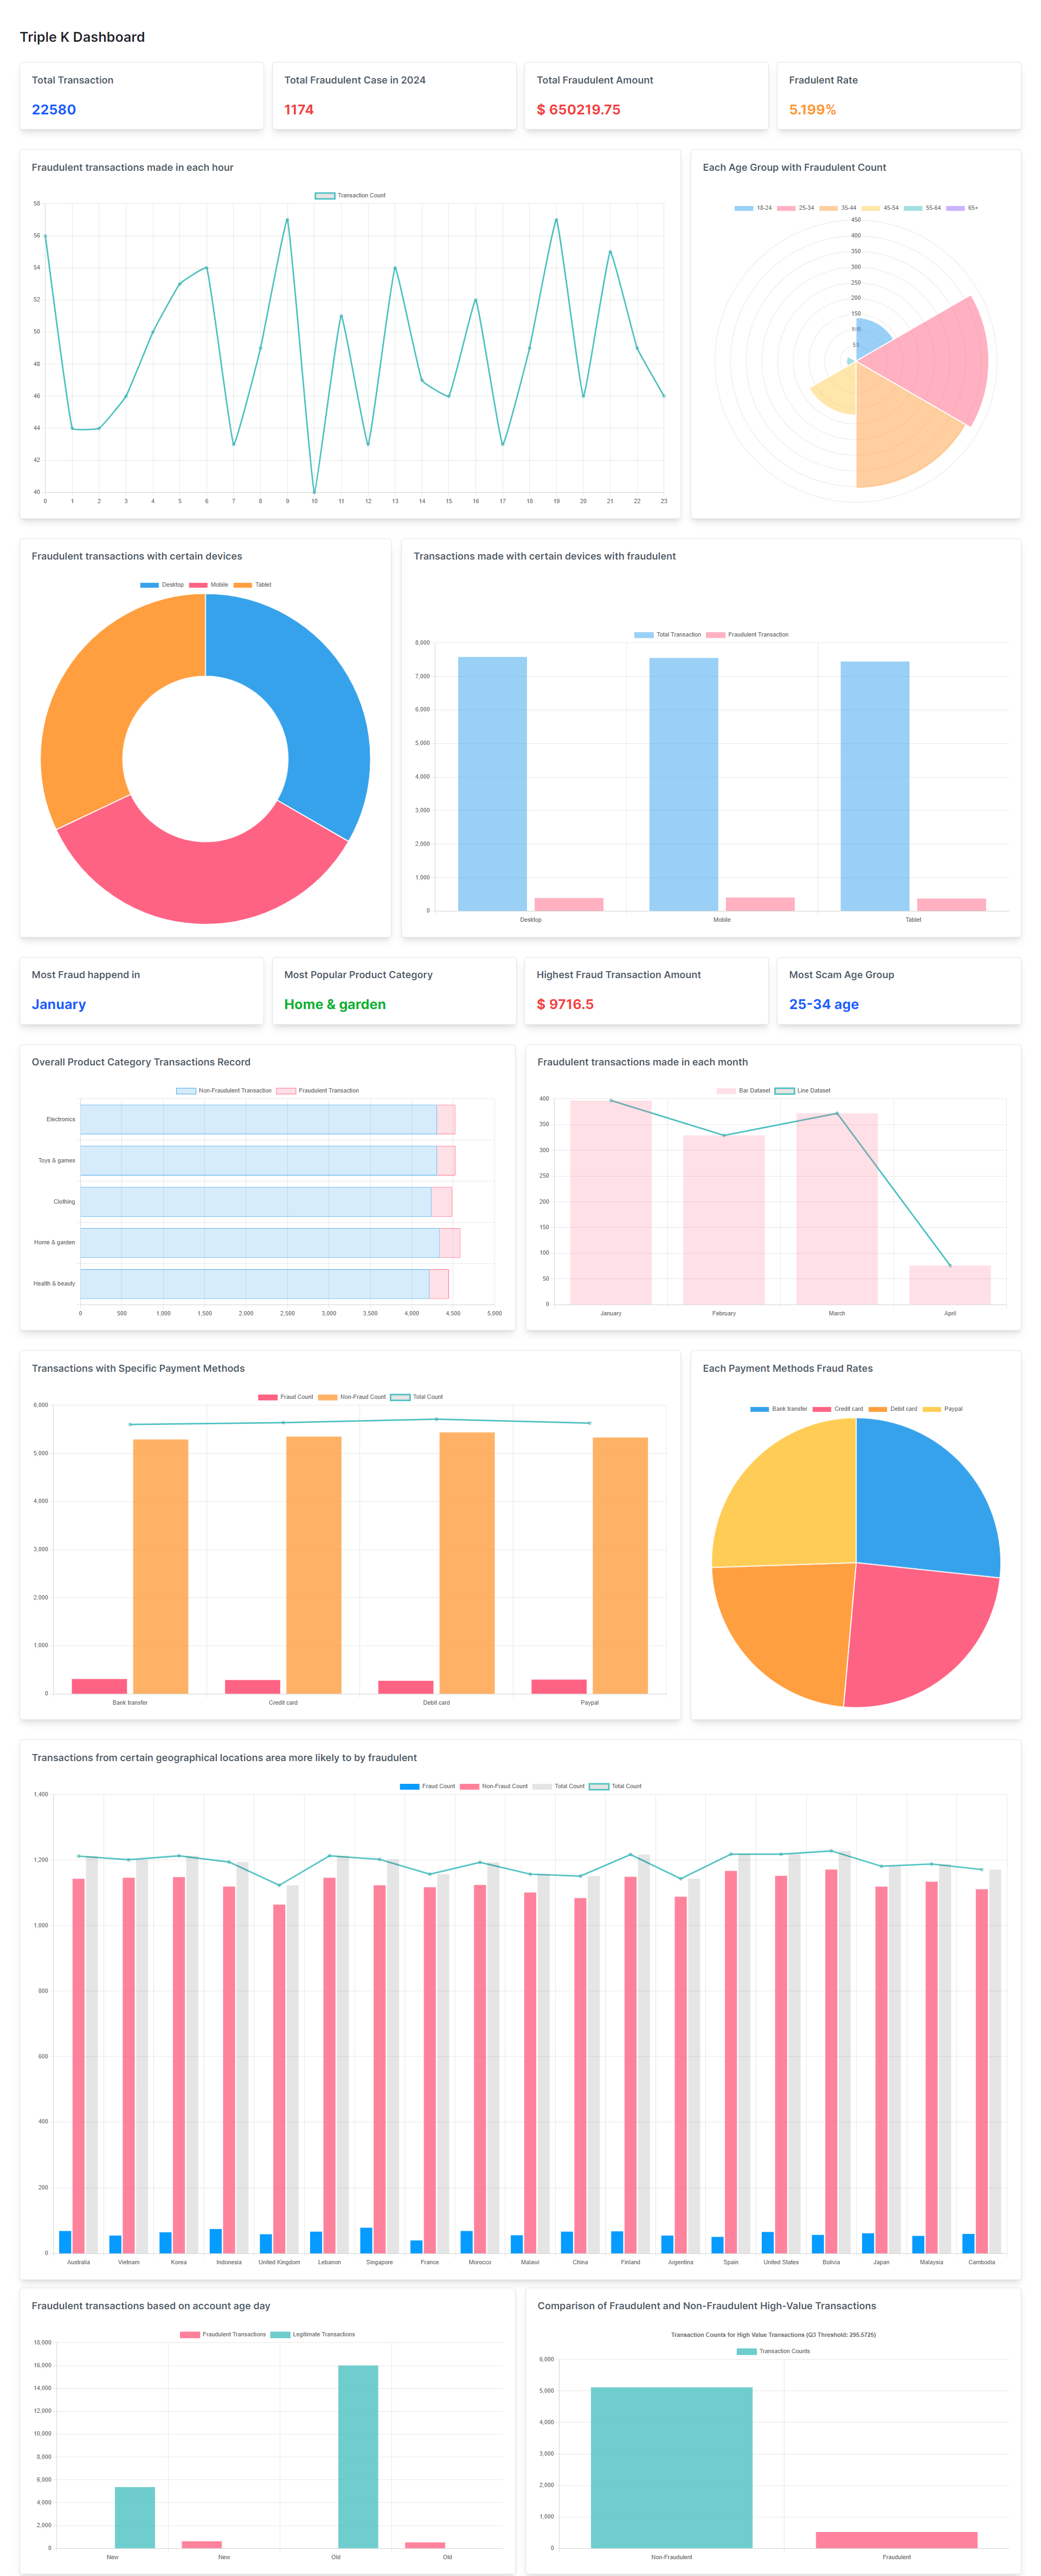 Triple K Dashboard
Total Transaction
22580
Total Fraudulent Case in 2024
1174
Total Fraudulent Amount
$ 650219.75
Fradulent Rate
5.199%
Fraudulent transactions made in each hour
Transaction Count
58
56
54
52
50
48
46
44
42
40
0 1 2 3 4 5 6 7 8 9 10 11 12 13 14 15 16 17 18 19 20 21 22 23
Each Age Group with Fraudulent Count
18-24 25-34 35-44 45-54 55-64 65+
450
400
350
300
250
200
150
100
50
Fraudulent transactions with certain devices
Desktop Mobile Tablet
Transactions made with certain devices with fraudulent
Total Transaction Fraudulent Transaction
8,000
7,000
6,000
5,000
4,000
3,000
2,000
1,000
0
Desktop Mobile Tablet
Most Fraud happend in
January
Most Popular Product Category
Home & garden
Highest Fraud Transaction Amount
$ 9716.5
Most Scam Age Group
25-34 age
Overall Product Category Transactions Record
Non-Fraudulent Transaction Fraudulent Transaction
Electronics
Toys & games
Clothing
Home & garden
Health & beauty
0 500 1,000 1,500 2,000 2,500 3,000 3,500 4,000 4,500 5,000
Fraudulent transactions made in each month
Bar Dataset Line Dataset
400
350
300
250
200
150
100
50
0
January February March April
Transactions with Specific Payment Methods
Fraud Count Non-Fraud Count Total Count
6,000
5,000
4,000
3,000
2,000
1,000
0
Bank transfer Credit card Debit card Paypal
Each Payment Methods Fraud Rates
Bank transfer Credit card Debit card Paypal
Transactions from certain geographical locations area more likely to by fraudulent
Fraud Count Non-Fraud Count Total Count Total Count
1,400
1,200
1,000
800
600
400
200
0
Australia Vietnam Korea Indonesia United Kingdom Lebanon Singapore France Morocco Malawi China Finland Argentina Spain United States Bolivia Japan Malaysia Cambodia
Fraudulent transactions based on account age day
Fraudulent Transactions Legitimate Transactions
18,000
16,000
14,000
12,000
10,000
8,000
6,000
4,000
2,000
0
New New Old Old
Comparison of Fraudulent and Non-Fraudulent High-Value Transactions
Transaction Counts for High Value Transactions (Q3 Threshold: 295.5725)
Transaction Counts
6,000
5,000
4,000
3,000
2,000
1,000
0
Non-Fraudulent Fraudulent